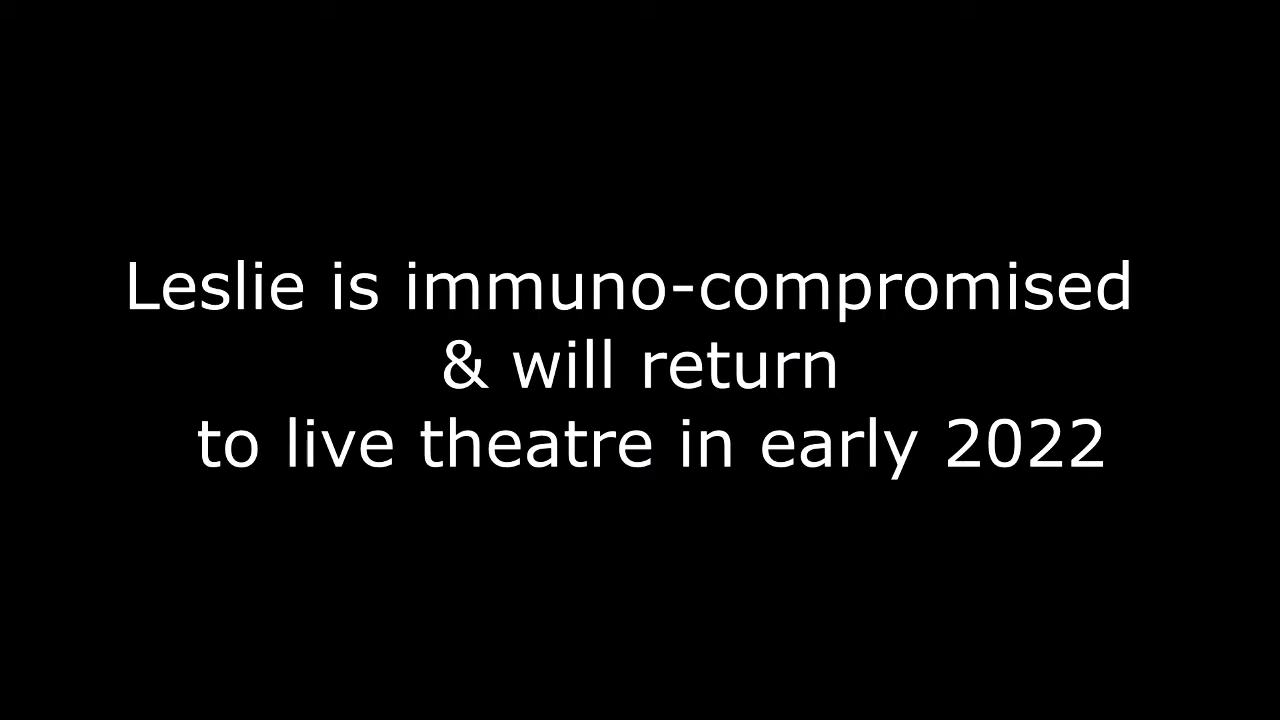 Leslie is immuno-compromised
& will return
to live theatre in early 2022